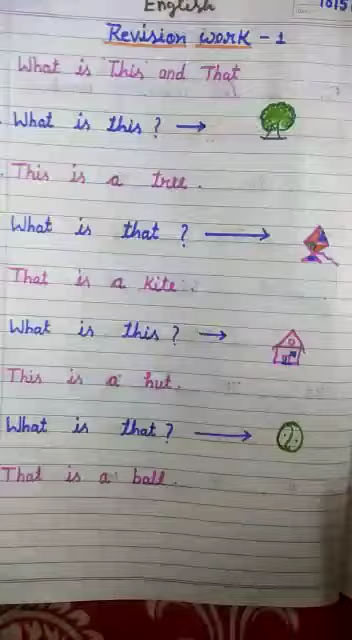 English
Revision work - 1
What is This and That
What is this? →
This is a tree.
What is that? →
That is a kite.
What is this? →
This is a hut.
What is that? →
That is a ball.